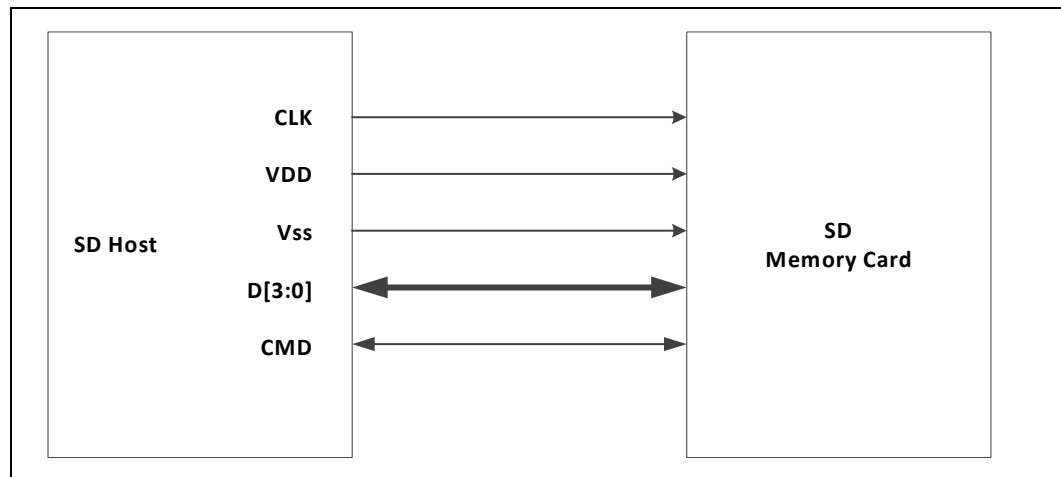 CLK
VDD
Vss
SD Host
D[3:0]
CMD
SD
Memory Card